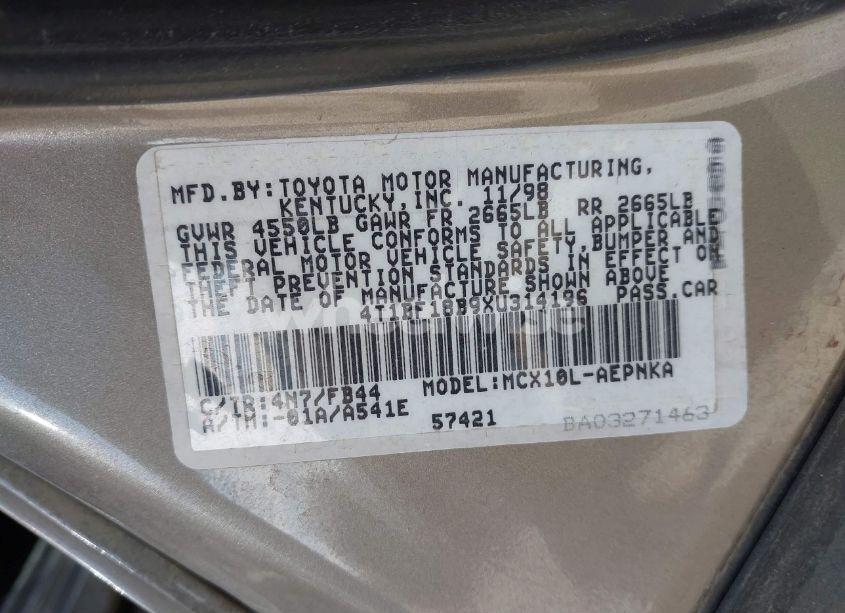 MFD.BY:TOYOTA MOTOR MANUFACTURING,
KENTUCKY,INC. 11/98
GVWR 4550LB GAWR FR 2665LB RR 2665LB
THIS VEHICLE CONFORMS TO ALL APPLICABLE
FEDERAL MOTOR VEHICLE SAFETY,BUMPER AND
THEFT PREVENTION STANDARDS IN EFFECT ON
THE DATE OF MANUFACTURE SHOWN ABOVE
4T1BF18B9XU314196 PASS.CAR
C/TR:4N7/FB44 MODEL:MCX10L-AEPNKA
A/TM:-01A/A541E 57421 BA03271463